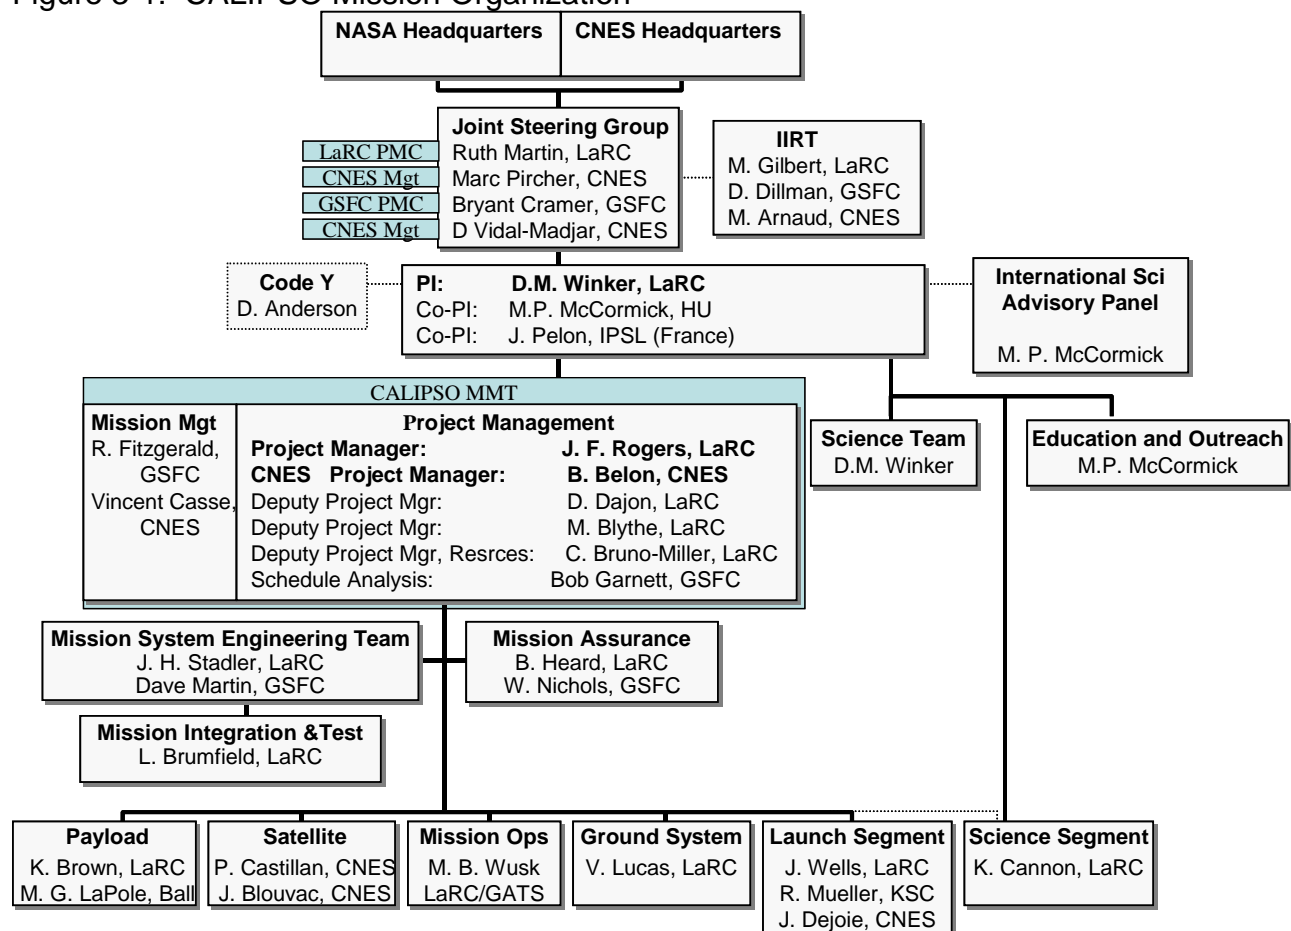 Figure 3-1. CALIPSO Mission Organization
NASA Headquarters
CNES Headquarters
Joint Steering Group
LaRC PMC
Ruth Martin, LaRC
CNES Mgt
Marc Pircher, CNES
GSFC PMC
Bryant Cramer, GSFC
CNES Mgt
D Vidal-Madjar, CNES
IIRT
M. Gilbert, LaRC
D. Dillman, GSFC
M. Arnaud, CNES
Code Y
D. Anderson
PI: D.M. Winker, LaRC
Co-PI: M.P. McCormick, HU
Co-PI: J. Pelon, IPSL (France)
International Sci
Advisory Panel
M. P. McCormick
CALIPSO MMT
Mission Mgt
R. Fitzgerald,
GSFC
Vincent Casse,
CNES
Project Management
Project Manager: J. F. Rogers, LaRC
CNES Project Manager: B. Belon, CNES
Deputy Project Mgr: D. Dajon, LaRC
Deputy Project Mgr: M. Blythe, LaRC
Deputy Project Mgr, Resrces: C. Bruno-Miller, LaRC
Schedule Analysis: Bob Garnett, GSFC
Science Team
D.M. Winker
Education and Outreach
M.P. McCormick
Mission System Engineering Team
J. H. Stadler, LaRC
Dave Martin, GSFC
Mission Assurance
B. Heard, LaRC
W. Nichols, GSFC
Mission Integration &Test
L. Brumfield, LaRC
Payload
K. Brown, LaRC
M. G. LaPole, Ball
Satellite
P. Castillan, CNES
J. Blouvac, CNES
Mission Ops
M. B. Wusk
LaRC/GATS
Ground System
V. Lucas, LaRC
Launch Segment
J. Wells, LaRC
R. Mueller, KSC
J. Dejoie, CNES
Science Segment
K. Cannon, LaRC